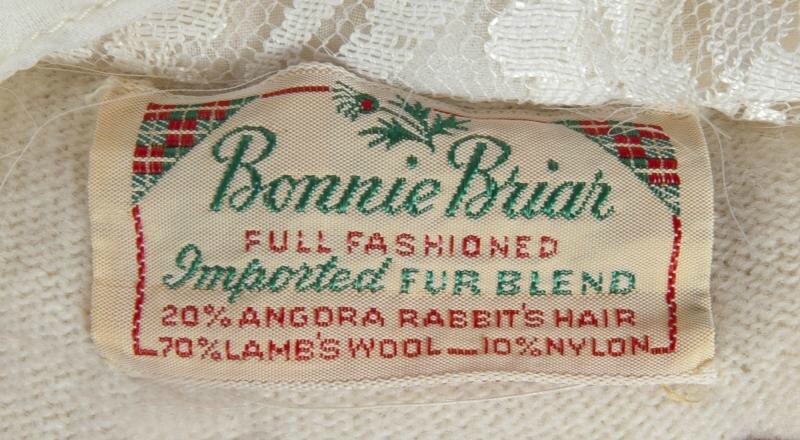 Bonnie Briar
FULL FASHIONED
Imported FUR BLEND
20% ANGORA RABBIT'S HAIR
70% LAMB'S WOOL — 10% NYLON